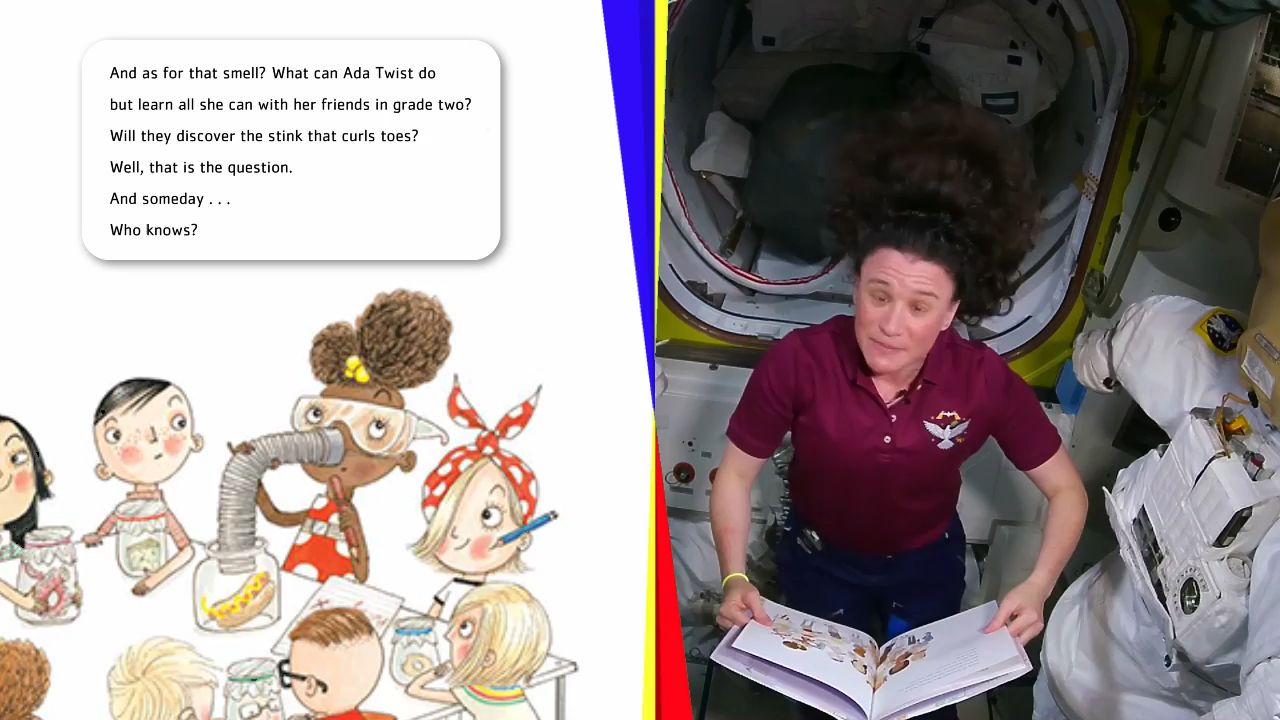 And as for that smell? What can Ada Twist do
but learn all she can with her friends in grade two?
Will they discover the stink that curls toes?
Well, that is the question.
And someday . . .
Who knows?